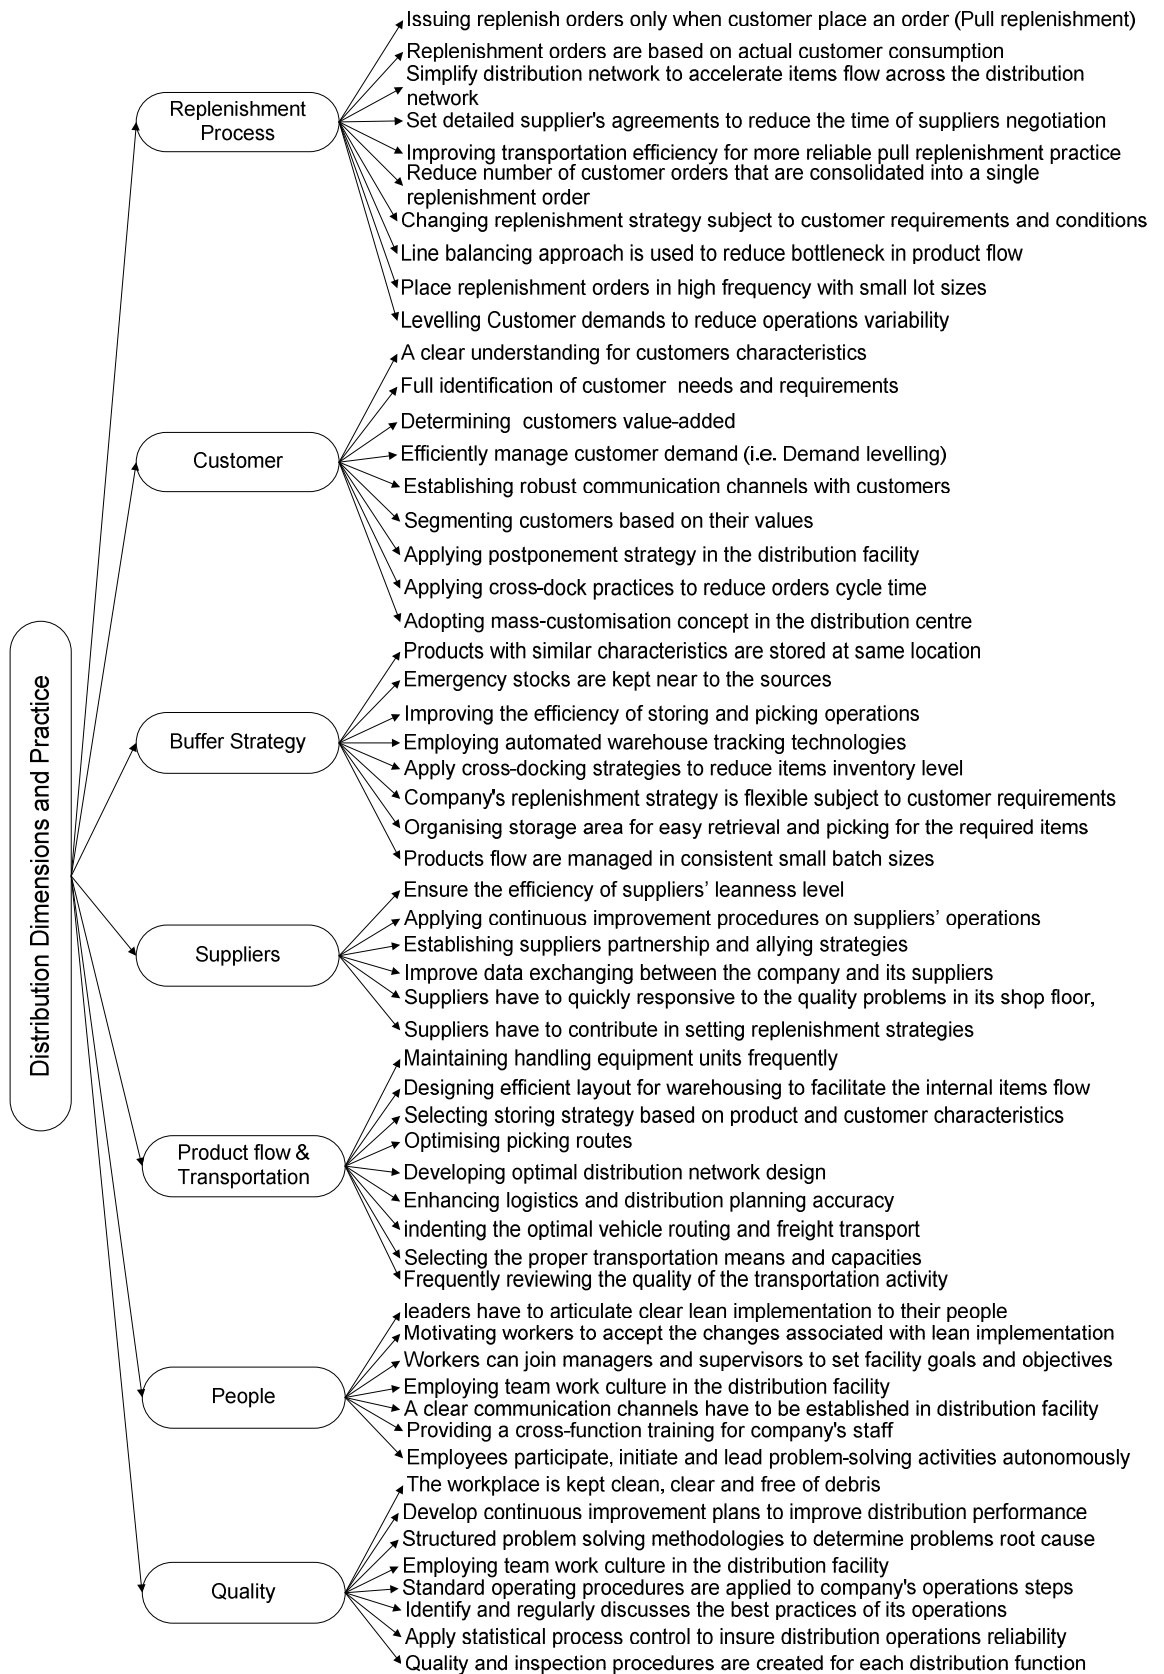 Distribution Dimensions and Practice
Replenishment
Process
Issuing replenish orders only when customer place an order (Pull replenishment)
Replenishment orders are based on actual customer consumption
Simplify distribution network to accelerate items flow across the distribution
network
Set detailed supplier's agreements to reduce the time of suppliers negotiation
Improving transportation efficiency for more reliable pull replenishment practice
Reduce number of customer orders that are consolidated into a single
replenishment order
Changing replenishment strategy subject to customer requirements and conditions
Line balancing approach is used to reduce bottleneck in product flow
Place replenishment orders in high frequency with small lot sizes
Levelling Customer demands to reduce operations variability
Customer
A clear understanding for customers characteristics
Full identification of customer needs and requirements
Determining customers value-added
Efficiently manage customer demand (i.e. Demand levelling)
Establishing robust communication channels with customers
Segmenting customers based on their values
Applying postponement strategy in the distribution facility
Applying cross-dock practices to reduce orders cycle time
Adopting mass-customisation concept in the distribution centre
Buffer Strategy
Products with similar characteristics are stored at same location
Emergency stocks are kept near to the sources
Improving the efficiency of storing and picking operations
Employing automated warehouse tracking technologies
Apply cross-docking strategies to reduce items inventory level
Company's replenishment strategy is flexible subject to customer requirements
Organising storage area for easy retrieval and picking for the required items
Products flow are managed in consistent small batch sizes
Suppliers
Ensure the efficiency of suppliers’ leanness level
Applying continuous improvement procedures on suppliers’ operations
Establishing suppliers partnership and allying strategies
Improve data exchanging between the company and its suppliers
Suppliers have to quickly responsive to the quality problems in its shop floor,
Suppliers have to contribute in setting replenishment strategies
Product flow &
Transportation
Maintaining handling equipment units frequently
Designing efficient layout for warehousing to facilitate the internal items flow
Selecting storing strategy based on product and customer characteristics
Optimising picking routes
Developing optimal distribution network design
Enhancing logistics and distribution planning accuracy
indenting the optimal vehicle routing and freight transport
Selecting the proper transportation means and capacities
Frequently reviewing the quality of the transportation activity
People
leaders have to articulate clear lean implementation to their people
Motivating workers to accept the changes associated with lean implementation
Workers can join managers and supervisors to set facility goals and objectives
Employing team work culture in the distribution facility
A clear communication channels have to be established in distribution facility
Providing a cross-function training for company's staff
Employees participate, initiate and lead problem-solving activities autonomously
Quality
The workplace is kept clean, clear and free of debris
Develop continuous improvement plans to improve distribution performance
Structured problem solving methodologies to determine problems root cause
Employing team work culture in the distribution facility
Standard operating procedures are applied to company's operations steps
Identify and regularly discusses the best practices of its operations
Apply statistical process control to insure distribution operations reliability
Quality and inspection procedures are created for each distribution function